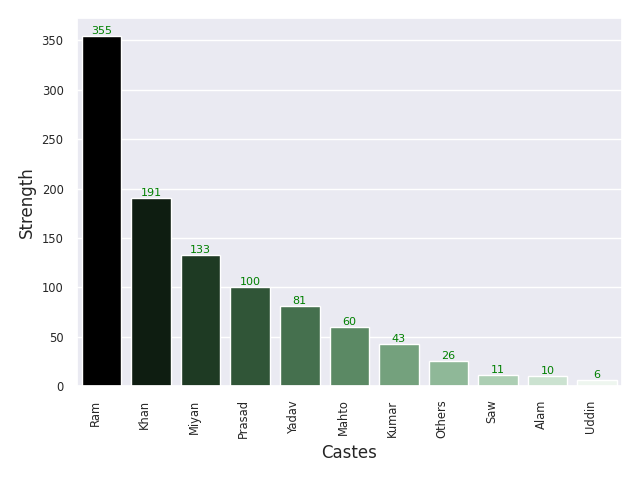 355
350
300
250
200
191
150
133
100
100
81
60
50
43
26
11
10
6
0
Strength
Ram
Khan
Miyan
Prasad
Yadav
Mahto
Kumar
Others
Saw
Alam
Uddin
Castes